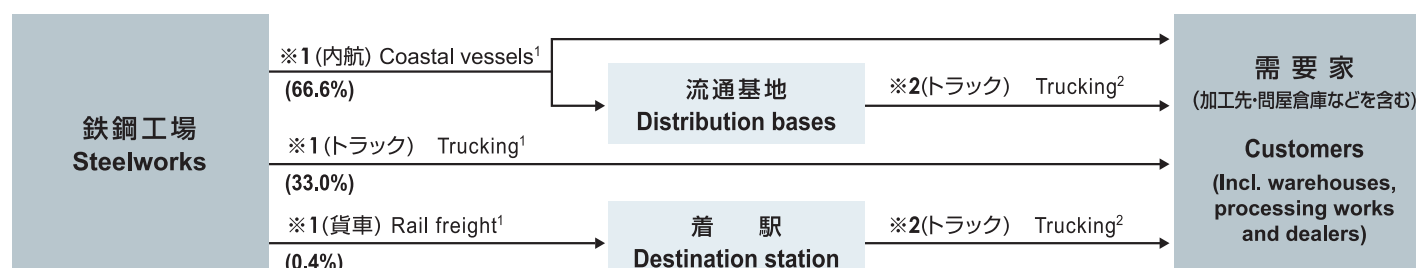 鉄鋼工場
Steelworks
※1(内航) Coastal vessels1
(66.6%)
流通基地
Distribution bases
※2(トラック) Trucking2
※1(トラック) Trucking1
(33.0%)
※1(貨車) Rail freight1
(0.4%)
着 駅
Destination station
※2(トラック) Trucking2
需要家
(加工先・問屋倉庫などを含む)
Customers
(Incl. warehouses,
processing works
and dealers)